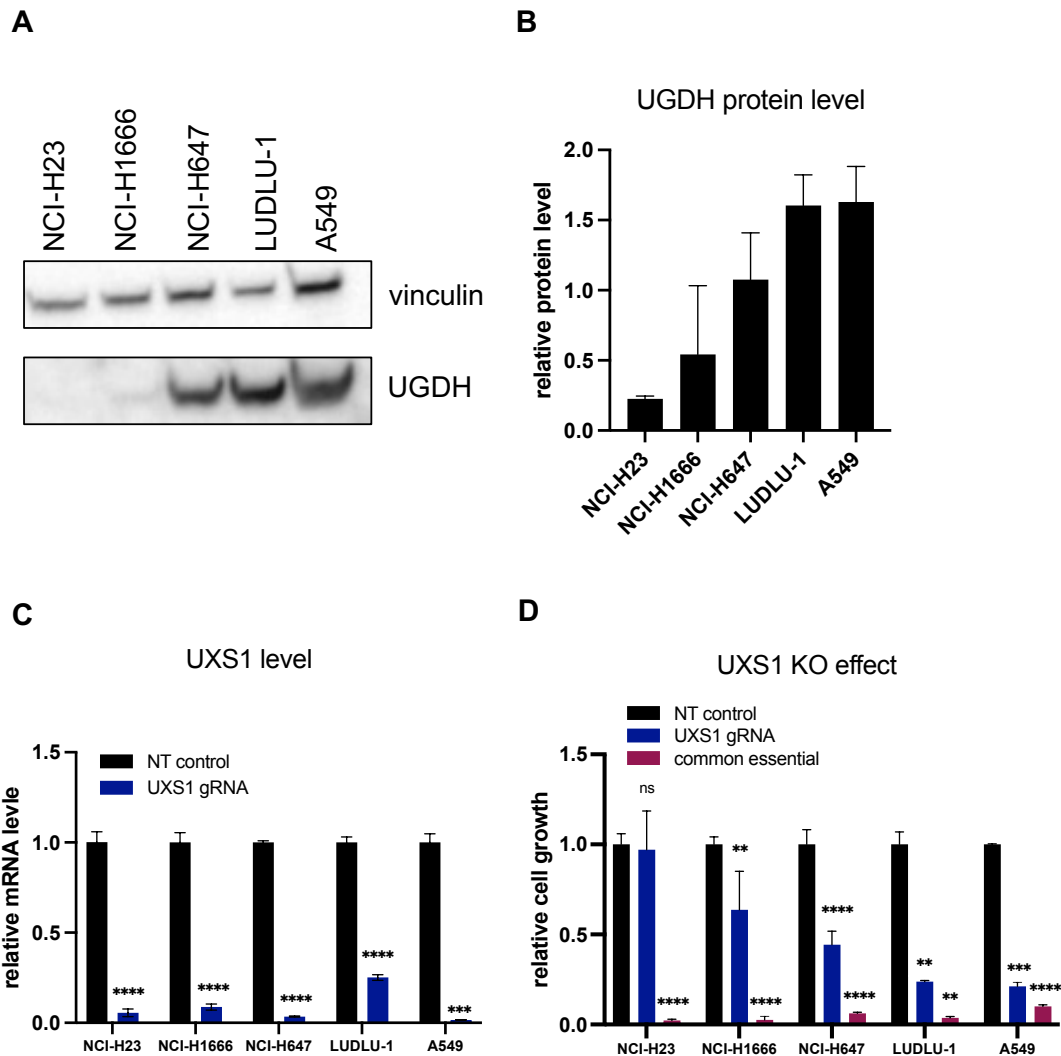 A
NCI-H23
NCI-H1666
NCI-H647
LUDLU-1
A549
vinculin
UGDH
B
UGDH protein level
relative protein level
2.0
1.5
1.0
0.5
0.0
NCI-H23
NCI-H1666
NCI-H647
LUDLU-1
A549
C
UXS1 level
NT control
UXS1 gRNA
relative mRNA levle
1.5
1.0
0.5
0.0
****
****
****
****
***
NCI-H23
NCI-H1666
NCI-H647
LUDLU-1
A549
D
UXS1 KO effect
NT control
UXS1 gRNA
common essential
relative cell growth
1.5
1.0
0.5
0.0
ns
****
**
****
****
****
**
**
***
****
NCI-H23
NCI-H1666
NCI-H647
LUDLU-1
A549